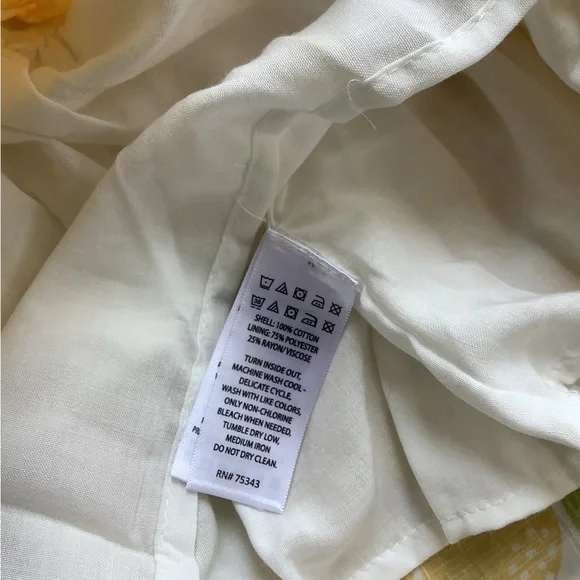 SHELL: 100% COTTON
LINING: 75% POLYESTER
25% RAYON/VISCOSE
TURN INSIDE OUT,
MACHINE WASH COOL -
DELICATE CYCLE.
WASH WITH LIKE COLORS,
ONLY NON-CHLORINE
BLEACH WHEN NEEDED,
TUMBLE DRY LOW,
MEDIUM IRON
DO NOT DRY CLEAN.
RN# 75343